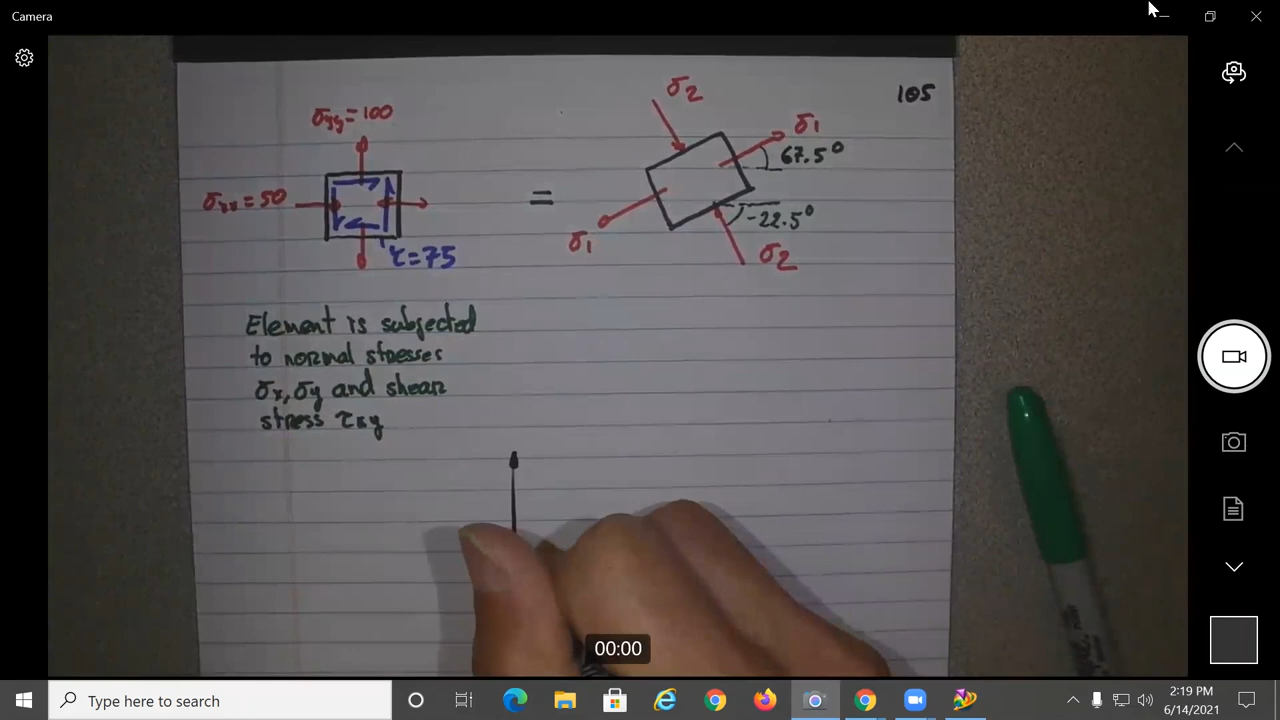 Camera
105
σyy = 100
σ2
σ1
67.5°
σxx = 50
=
-22.5°
σ1
σ2
τ = 75
Element is subjected
to normal stresses
σx, σy and shear
stress τxy
00:00
Type here to search
2:19 PM
6/14/2021